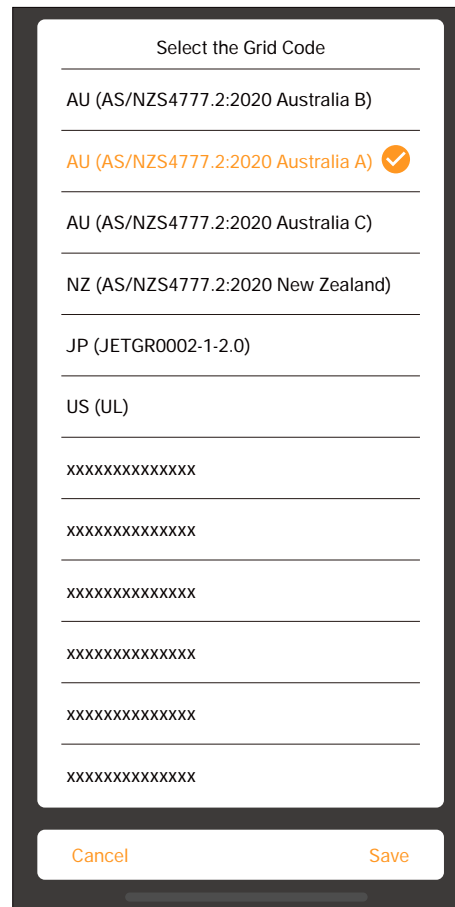 Select the Grid Code
AU (AS/NZS4777.2:2020 Australia B)
AU (AS/NZS4777.2:2020 Australia A)
AU (AS/NZS4777.2:2020 Australia C)
NZ (AS/NZS4777.2:2020 New Zealand)
JP (JETGR0002-1-2.0)
US (UL)
xxxxxxxxxxxxxx
xxxxxxxxxxxxxx
xxxxxxxxxxxxxx
xxxxxxxxxxxxxx
xxxxxxxxxxxxxx
xxxxxxxxxxxxxx
Cancel Save